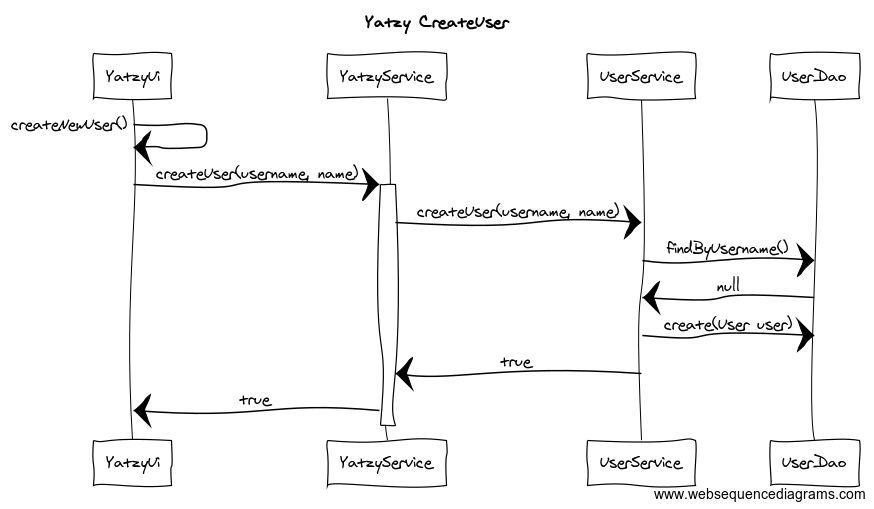 Yatzy CreateUser
YatzyUi
YatzyService
UserService
UserDao
createNewUser()
createUser(username, name)
createUser(username, name)
findByUsername()
null
create(User user)
true
true
YatzyUi
YatzyService
UserService
UserDao
www.websequencediagrams.com